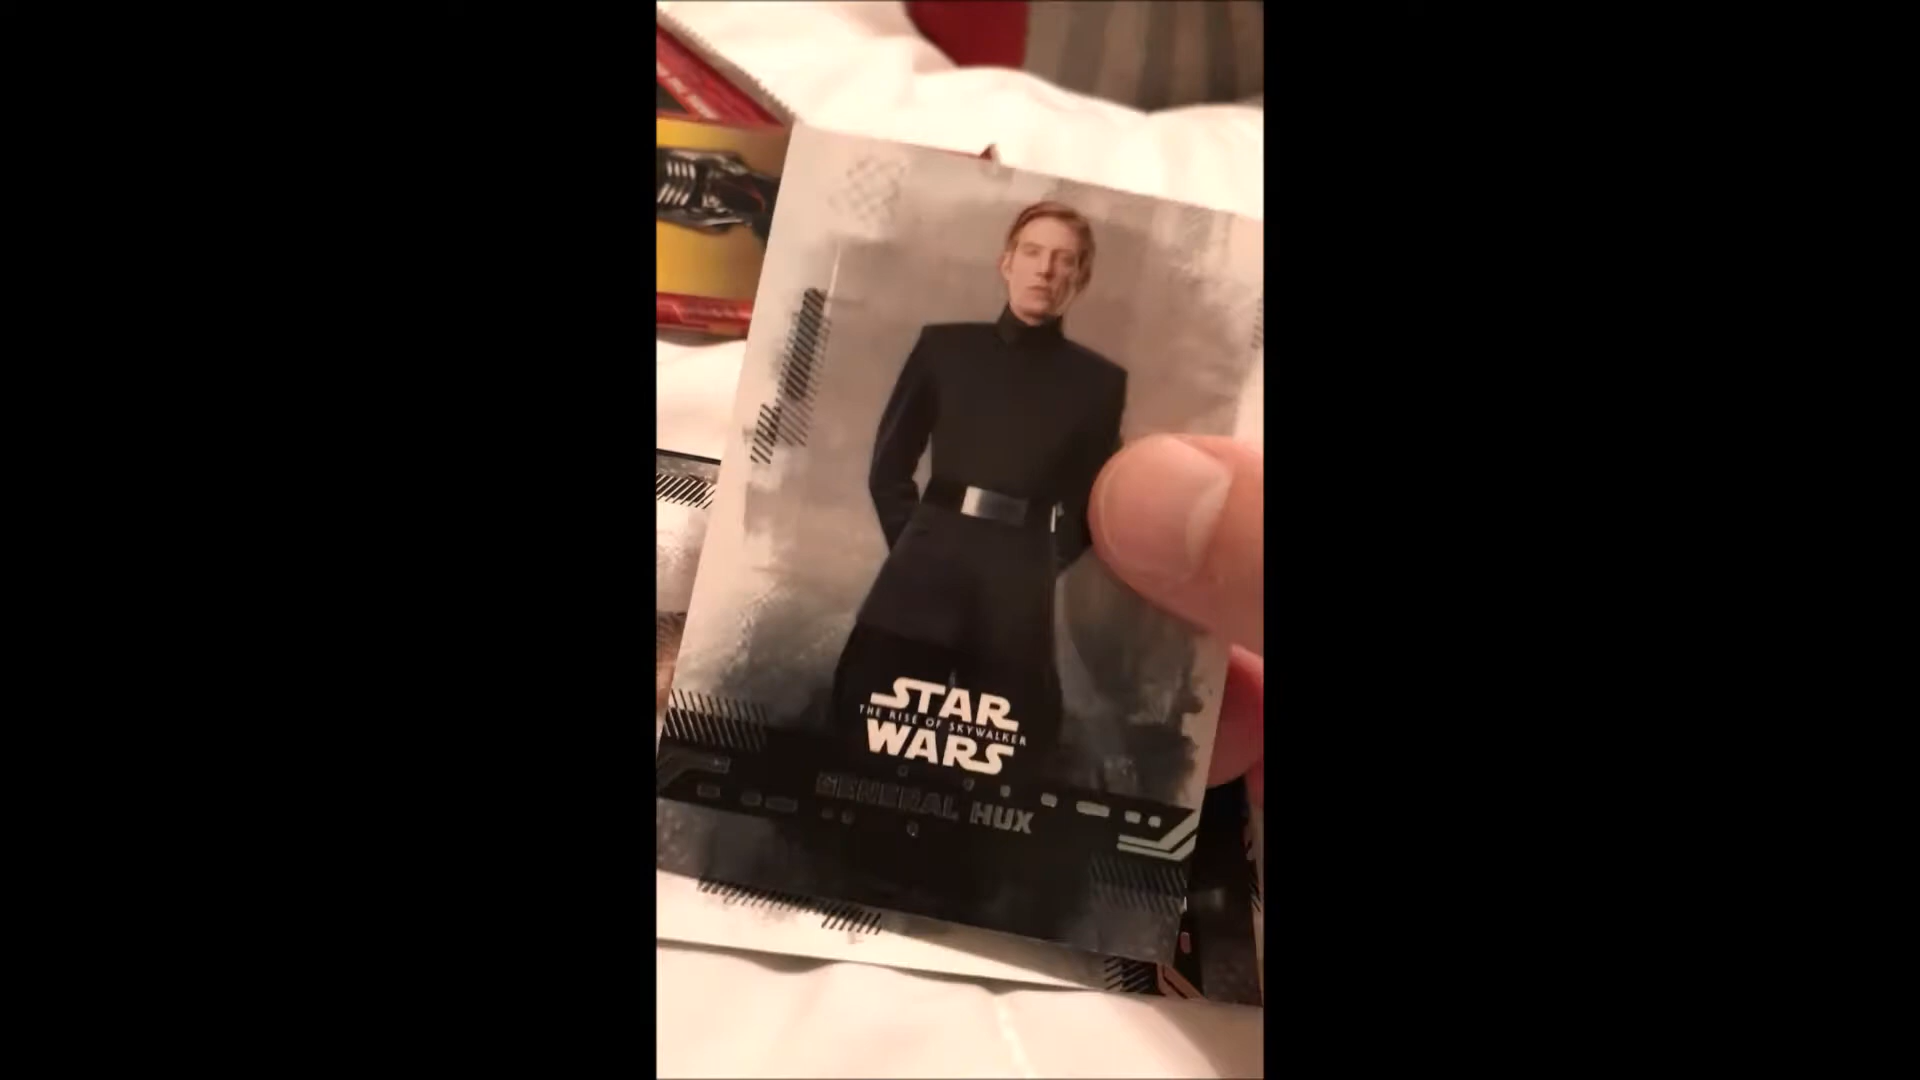 STAR
THE RISE OF SKYWALKER
WARS
GENERAL HUX